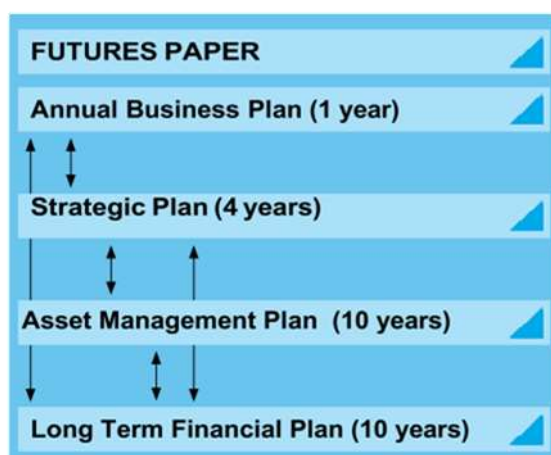 FUTURES PAPER
Annual Business Plan (1 year)
Strategic Plan (4 years)
Asset Management Plan (10 years)
Long Term Financial Plan (10 years)